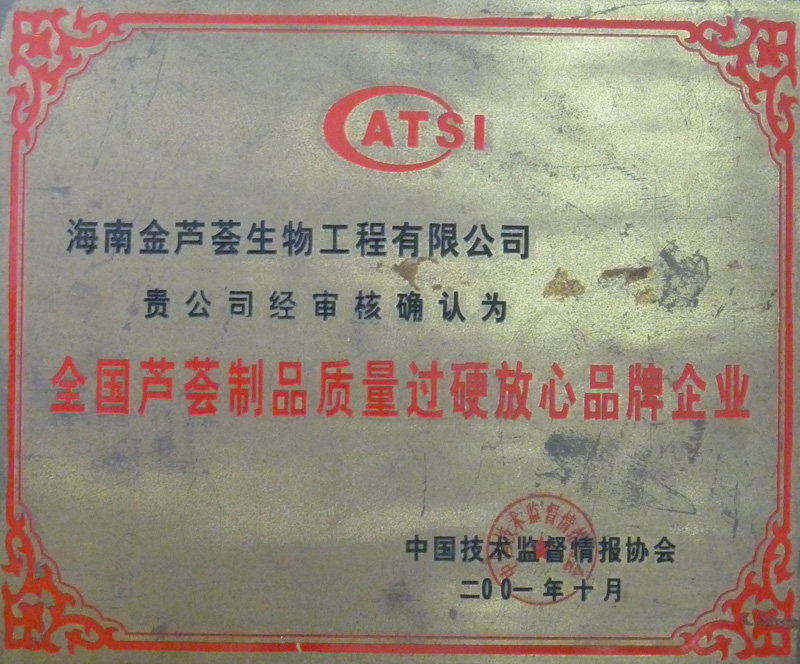 CATSI
海南金芦荟生物工程有限公司
贵公司经审核确认为
全国芦荟制品质量过硬放心品牌企业
中国技术监督情报协会
二00一年十月